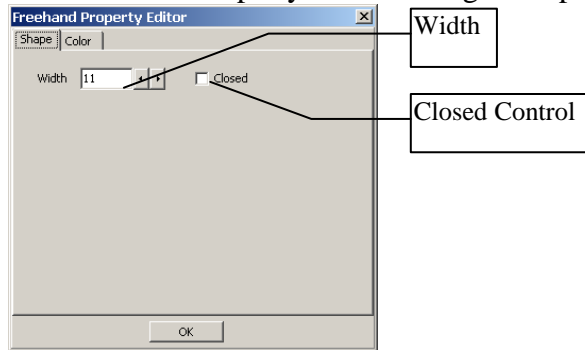 Freehand Property Editor
Width
Shape Color
Width 11 Closed
Closed Control
OK